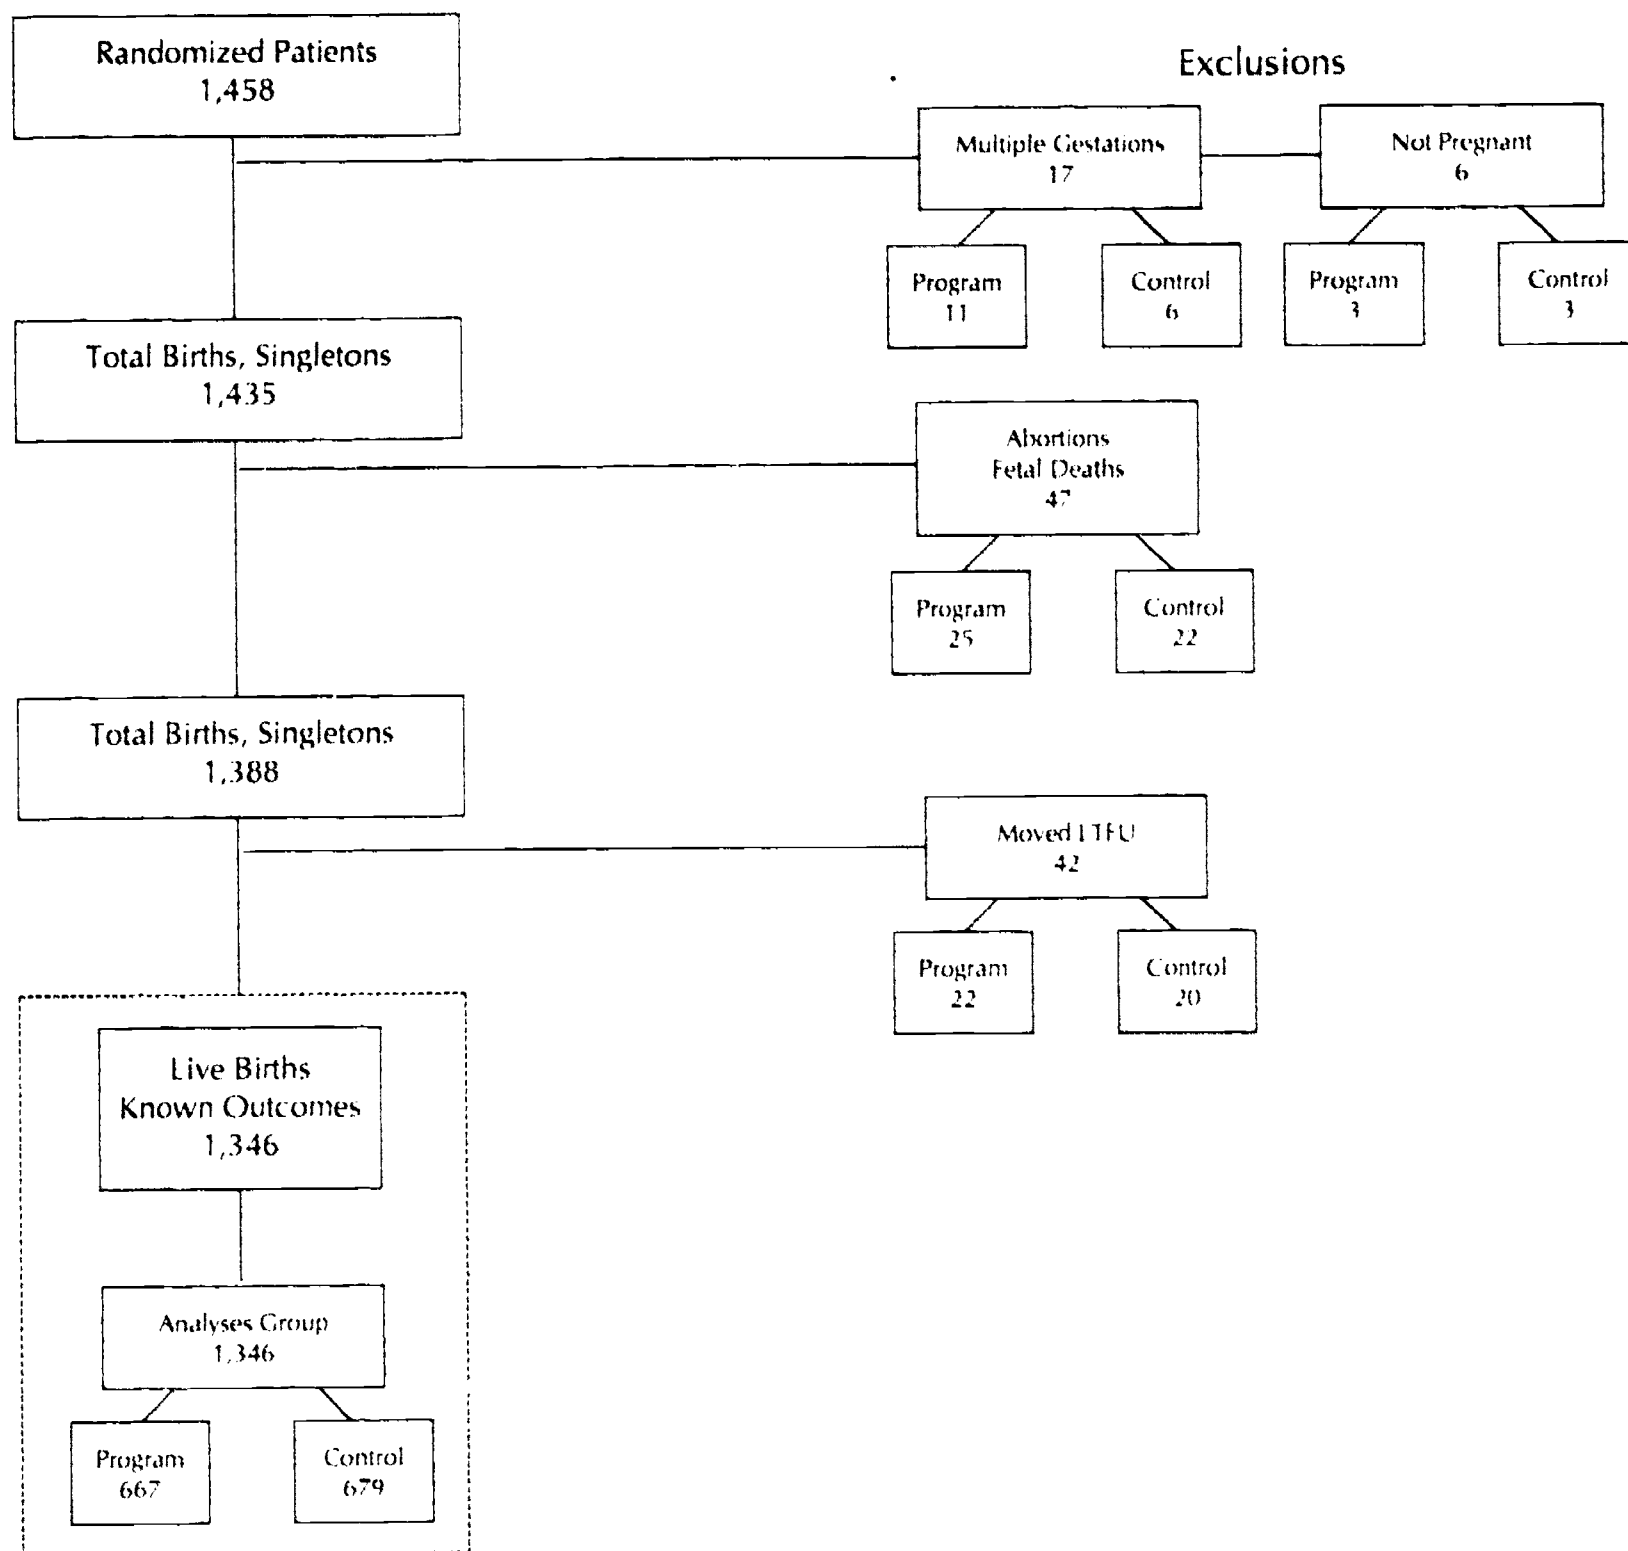 Randomized Patients
1,458
Exclusions
Multiple Gestations
17
Not Pregnant
6
Program
11
Control
6
Program
3
Control
3
Total Births, Singletons
1,435
Abortions
Fetal Deaths
47
Program
25
Control
22
Total Births, Singletons
1,388
Moved LTFU
42
Program
22
Control
20
Live Births
Known Outcomes
1,346
Analyses Group
1,346
Program
667
Control
679